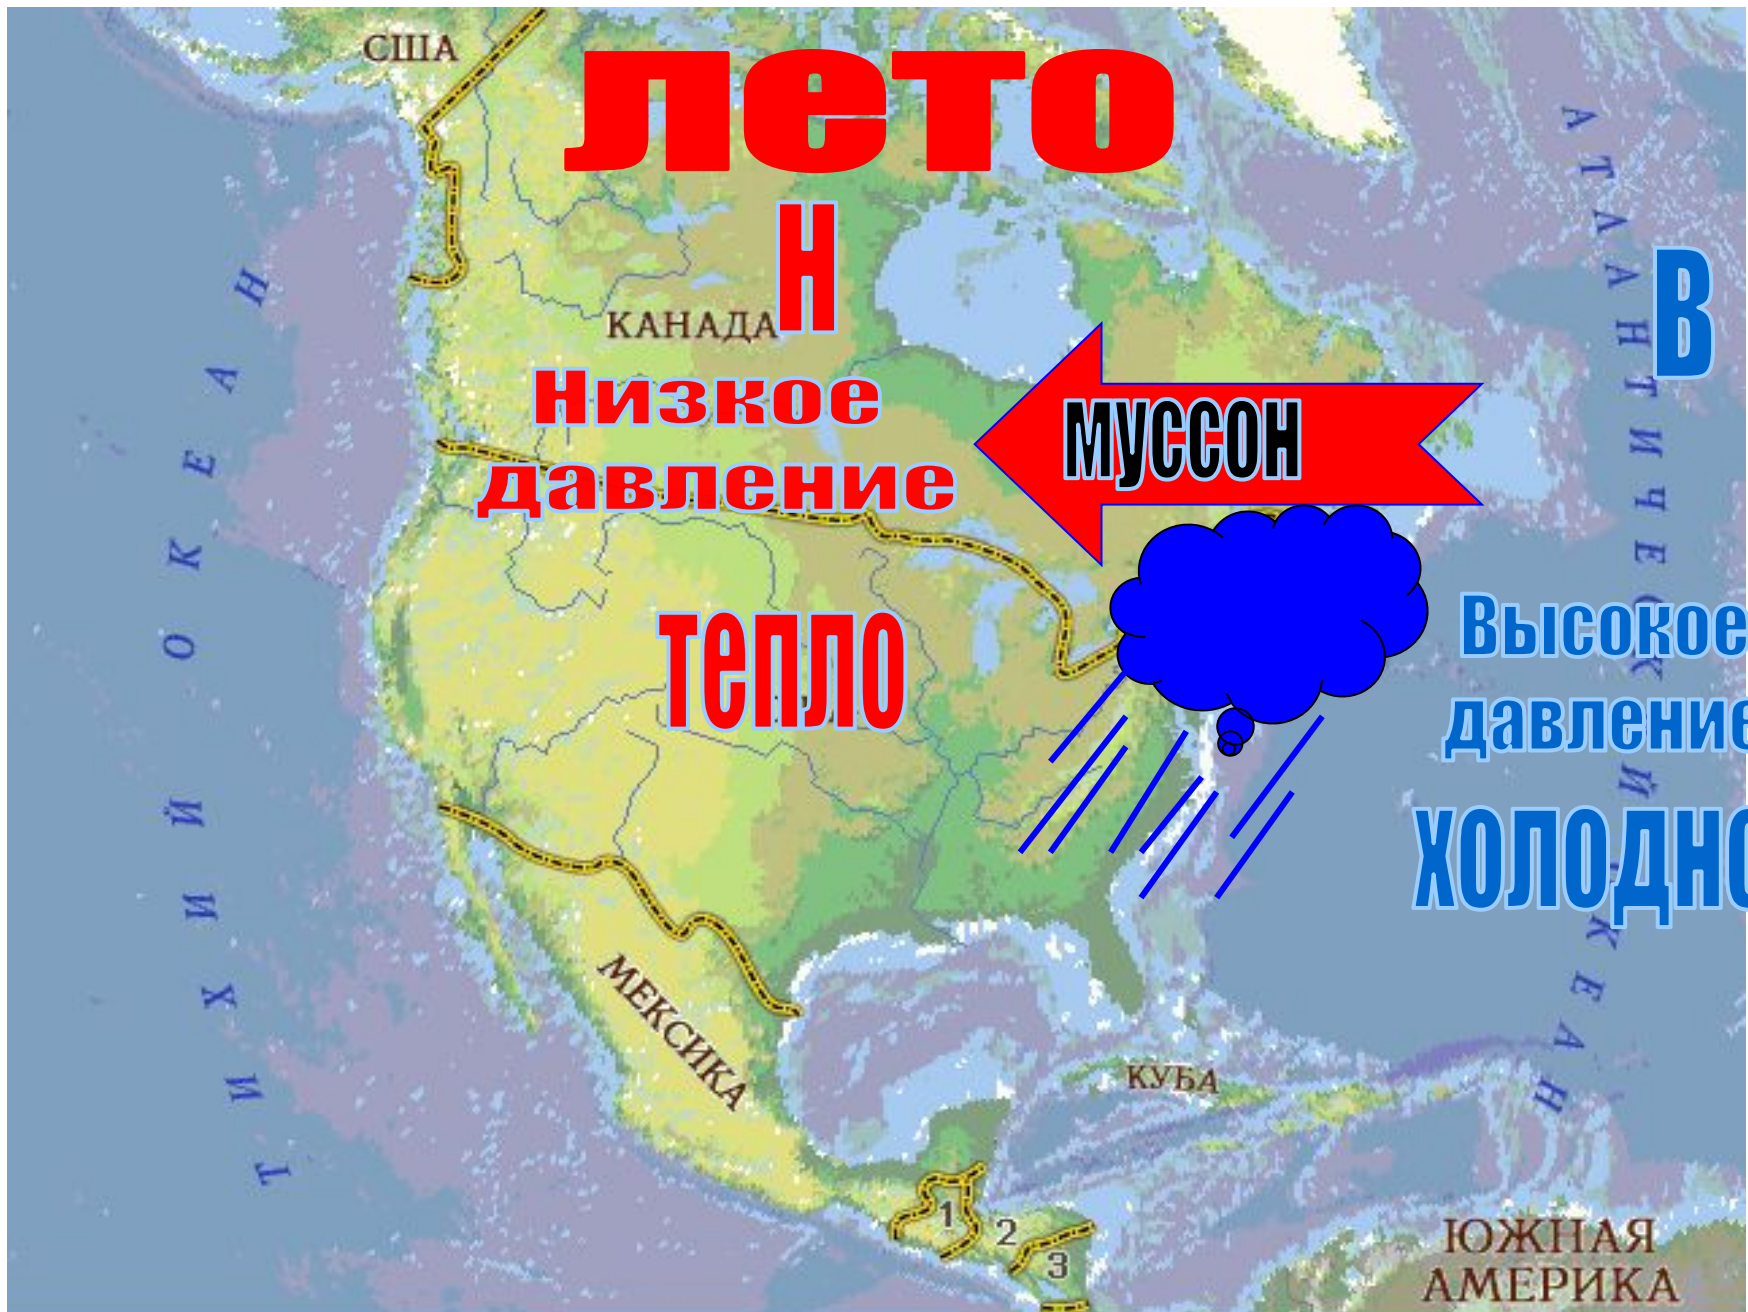 США
лето
Н
КАНАДА
В
Низкое
давление
муссон
тепло
Высокое
давление
холодно
ТИХИЙ ОКЕАН
АТЛАНТИЧЕСКИЙ ОКЕАН
МЕКСИКА
КУБА
1
2
3
ЮЖНАЯ
АМЕРИКА